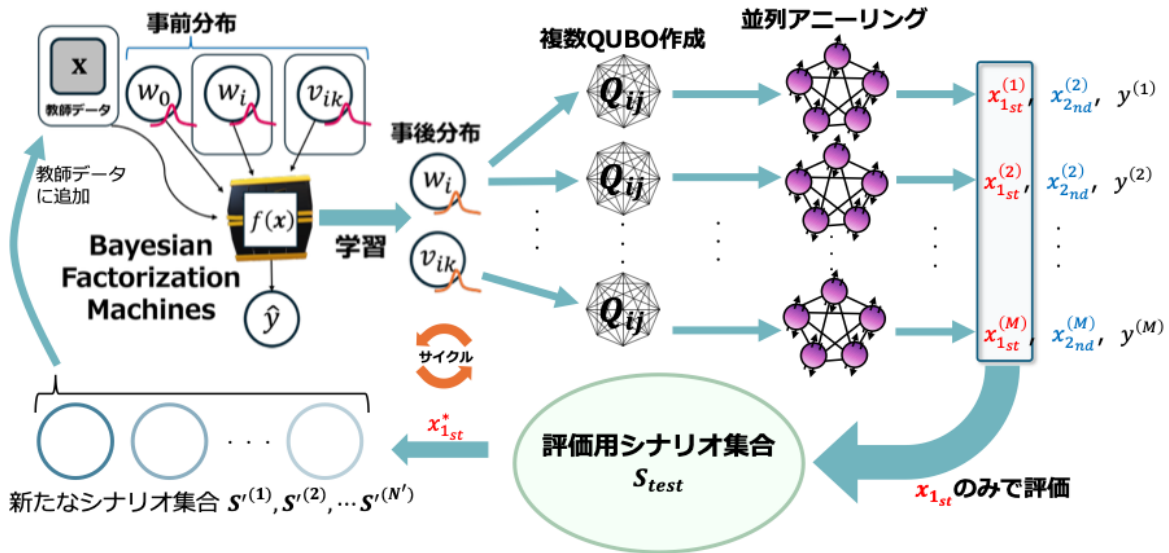 事前分布
x
教師データ
w₀
wᵢ
vᵢₖ
複数QUBO作成
並列アニーリング
Qᵢⱼ
x₁ₛₜ⁽¹⁾, x₂ₙd⁽²⁾, y⁽¹⁾
教師データ
に追加
f(x)
学習
事後分布
wᵢ
Qᵢⱼ
x₁ₛₜ⁽²⁾, x₂ₙd⁽²⁾, y⁽²⁾
Bayesian
Factorization
Machines
vᵢₖ
ŷ
Qᵢⱼ
x₁ₛₜ⁽ᴹ⁾, x₂ₙd⁽ᴹ⁾, y⁽ᴹ⁾
サイクル
x*₁ₛₜ
評価用シナリオ集合
S_test
x₁ₛₜのみで評価
新たなシナリオ集合 S′⁽¹⁾, S′⁽²⁾, ⋯ S′⁽ᴺ′⁾